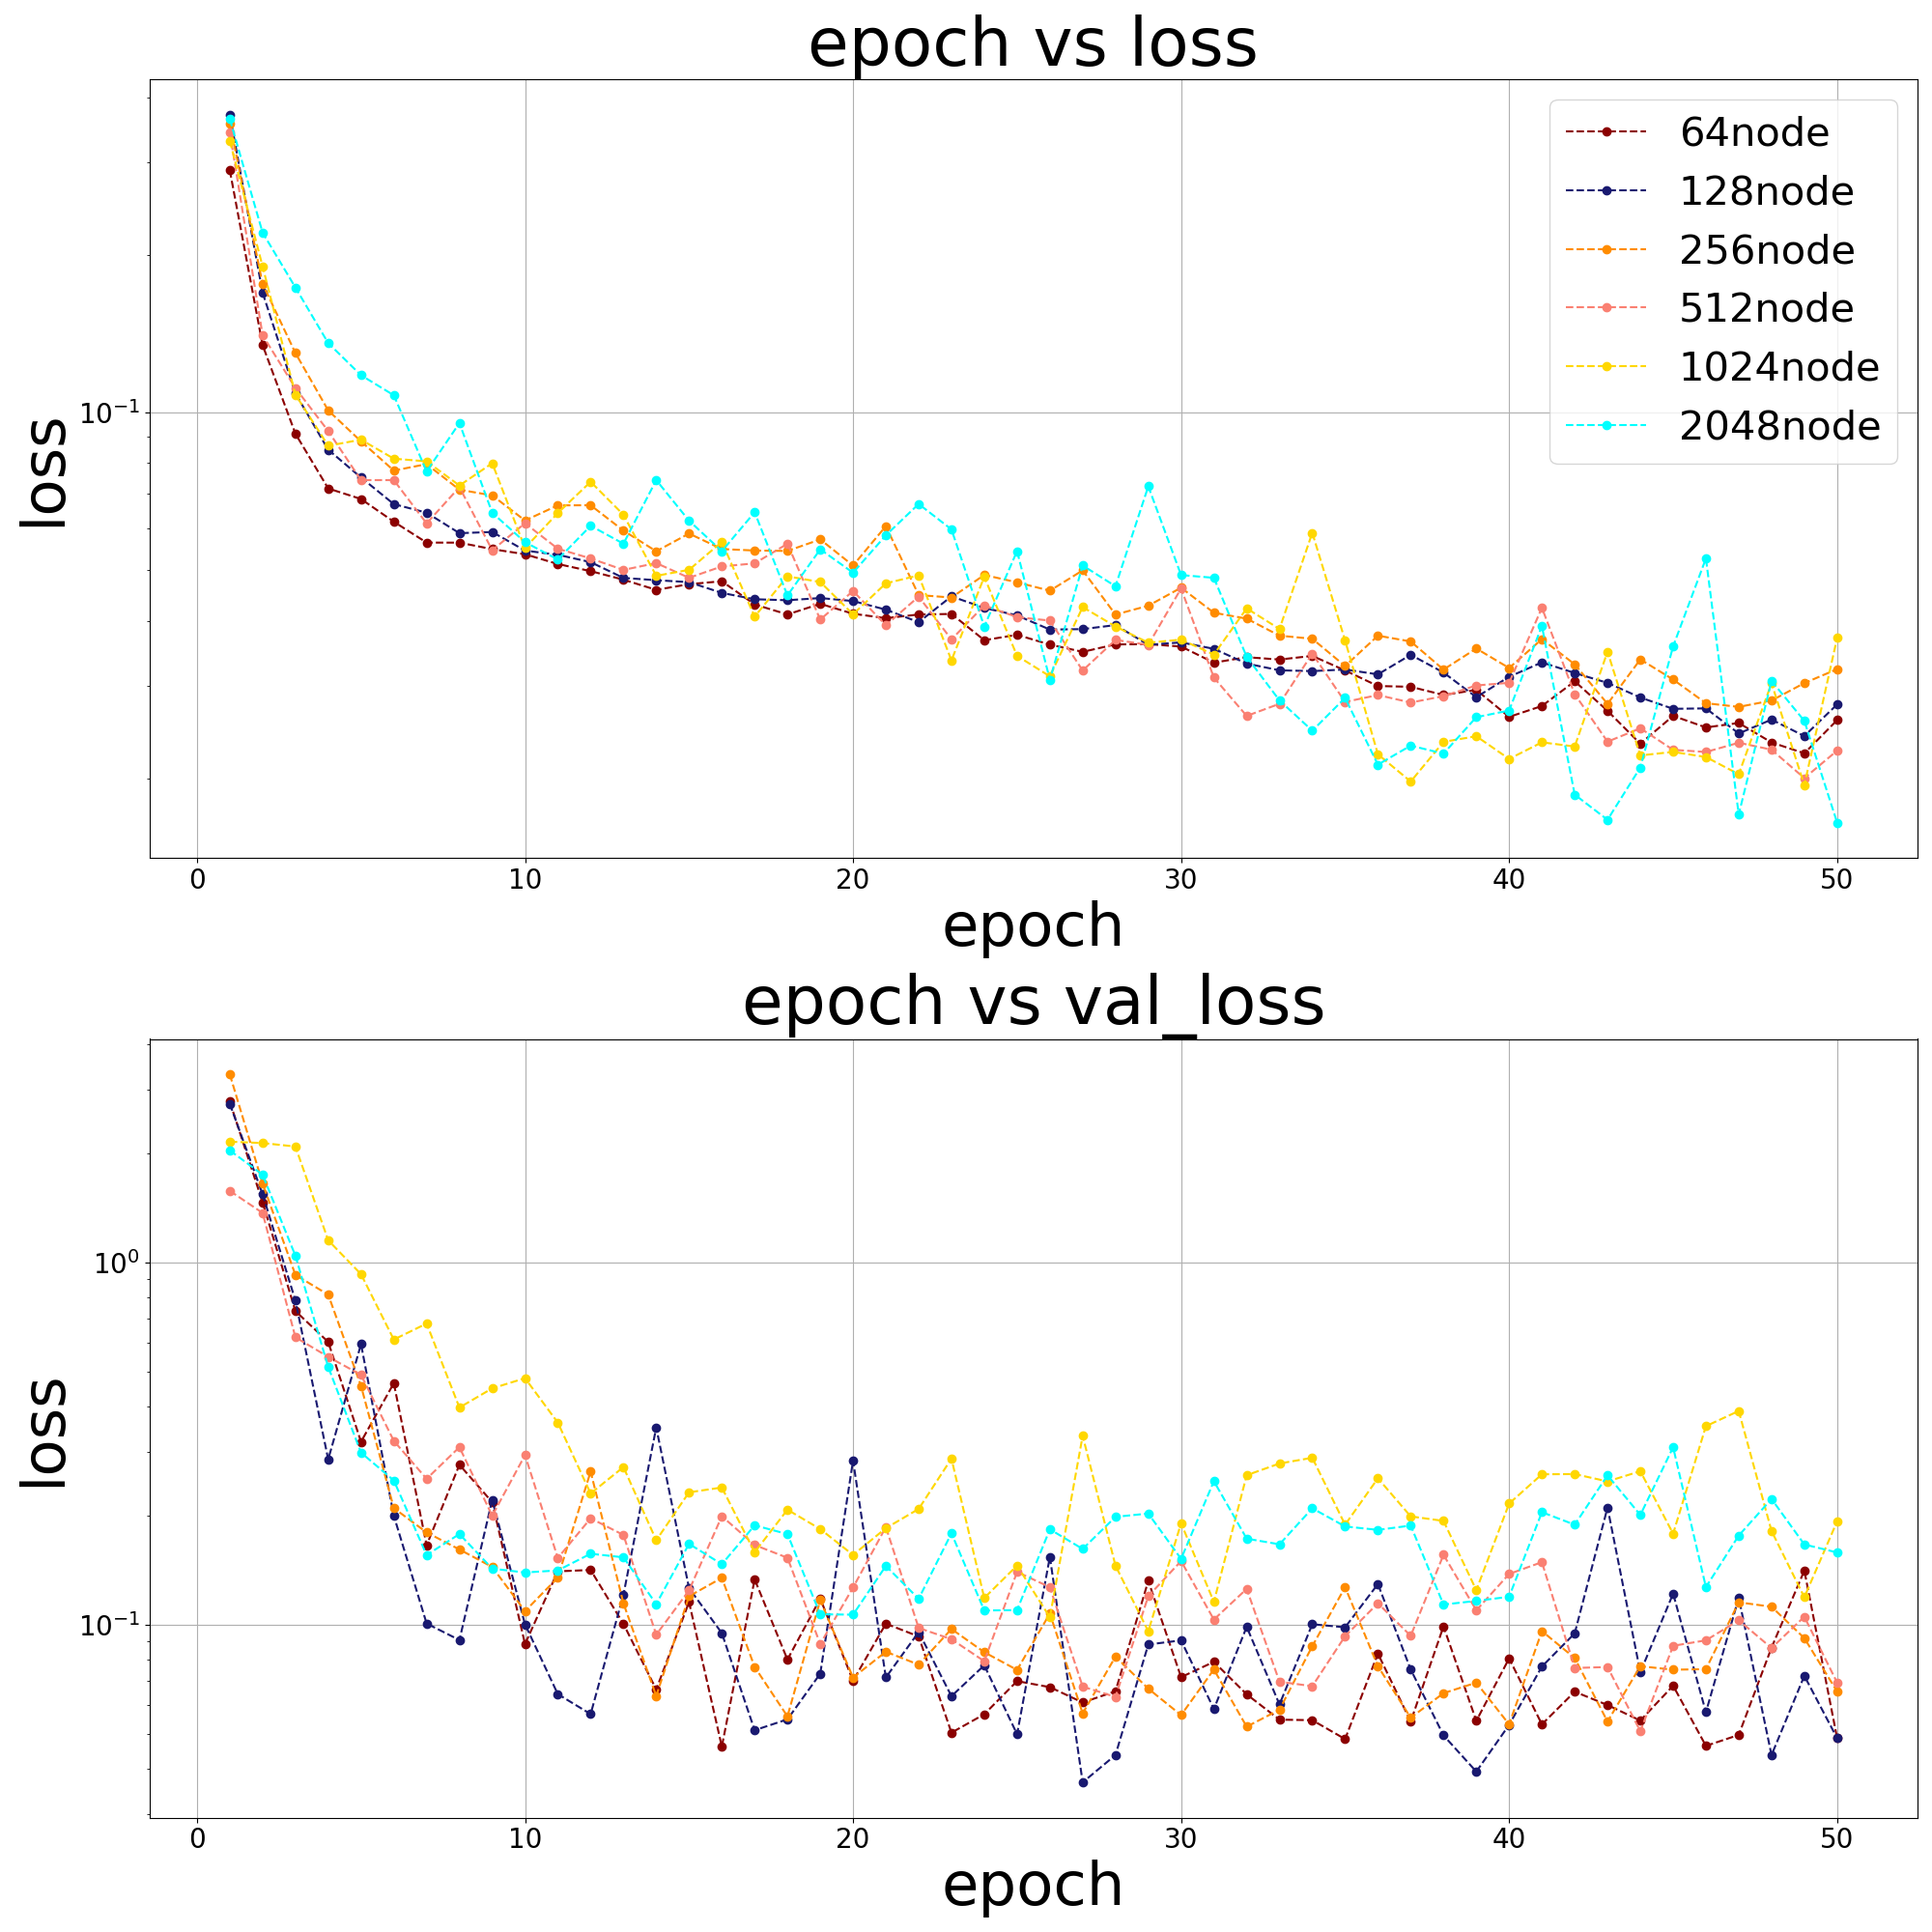 epoch vs loss
64node
128node
256node
512node
1024node
2048node
10⁻¹
loss
0 10 20 30 40 50
epoch
epoch vs val_loss
10⁰
10⁻¹
loss
0 10 20 30 40 50
epoch